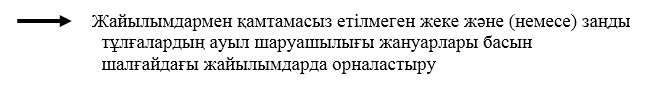 Жайылымдармен қамтамасыз етілмеген жеке және (немесе) заңды
тұлғалардың ауыл шаруашылығы жануарлары басын
шалғайдағы жайылымдарда орналастыру